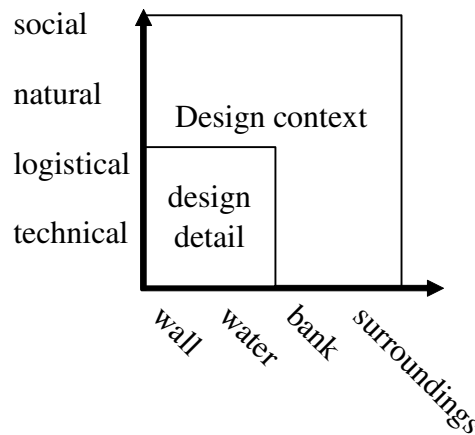 social
natural
Design context
logistical
design
detail
technical
wall
water
bank
surroundings